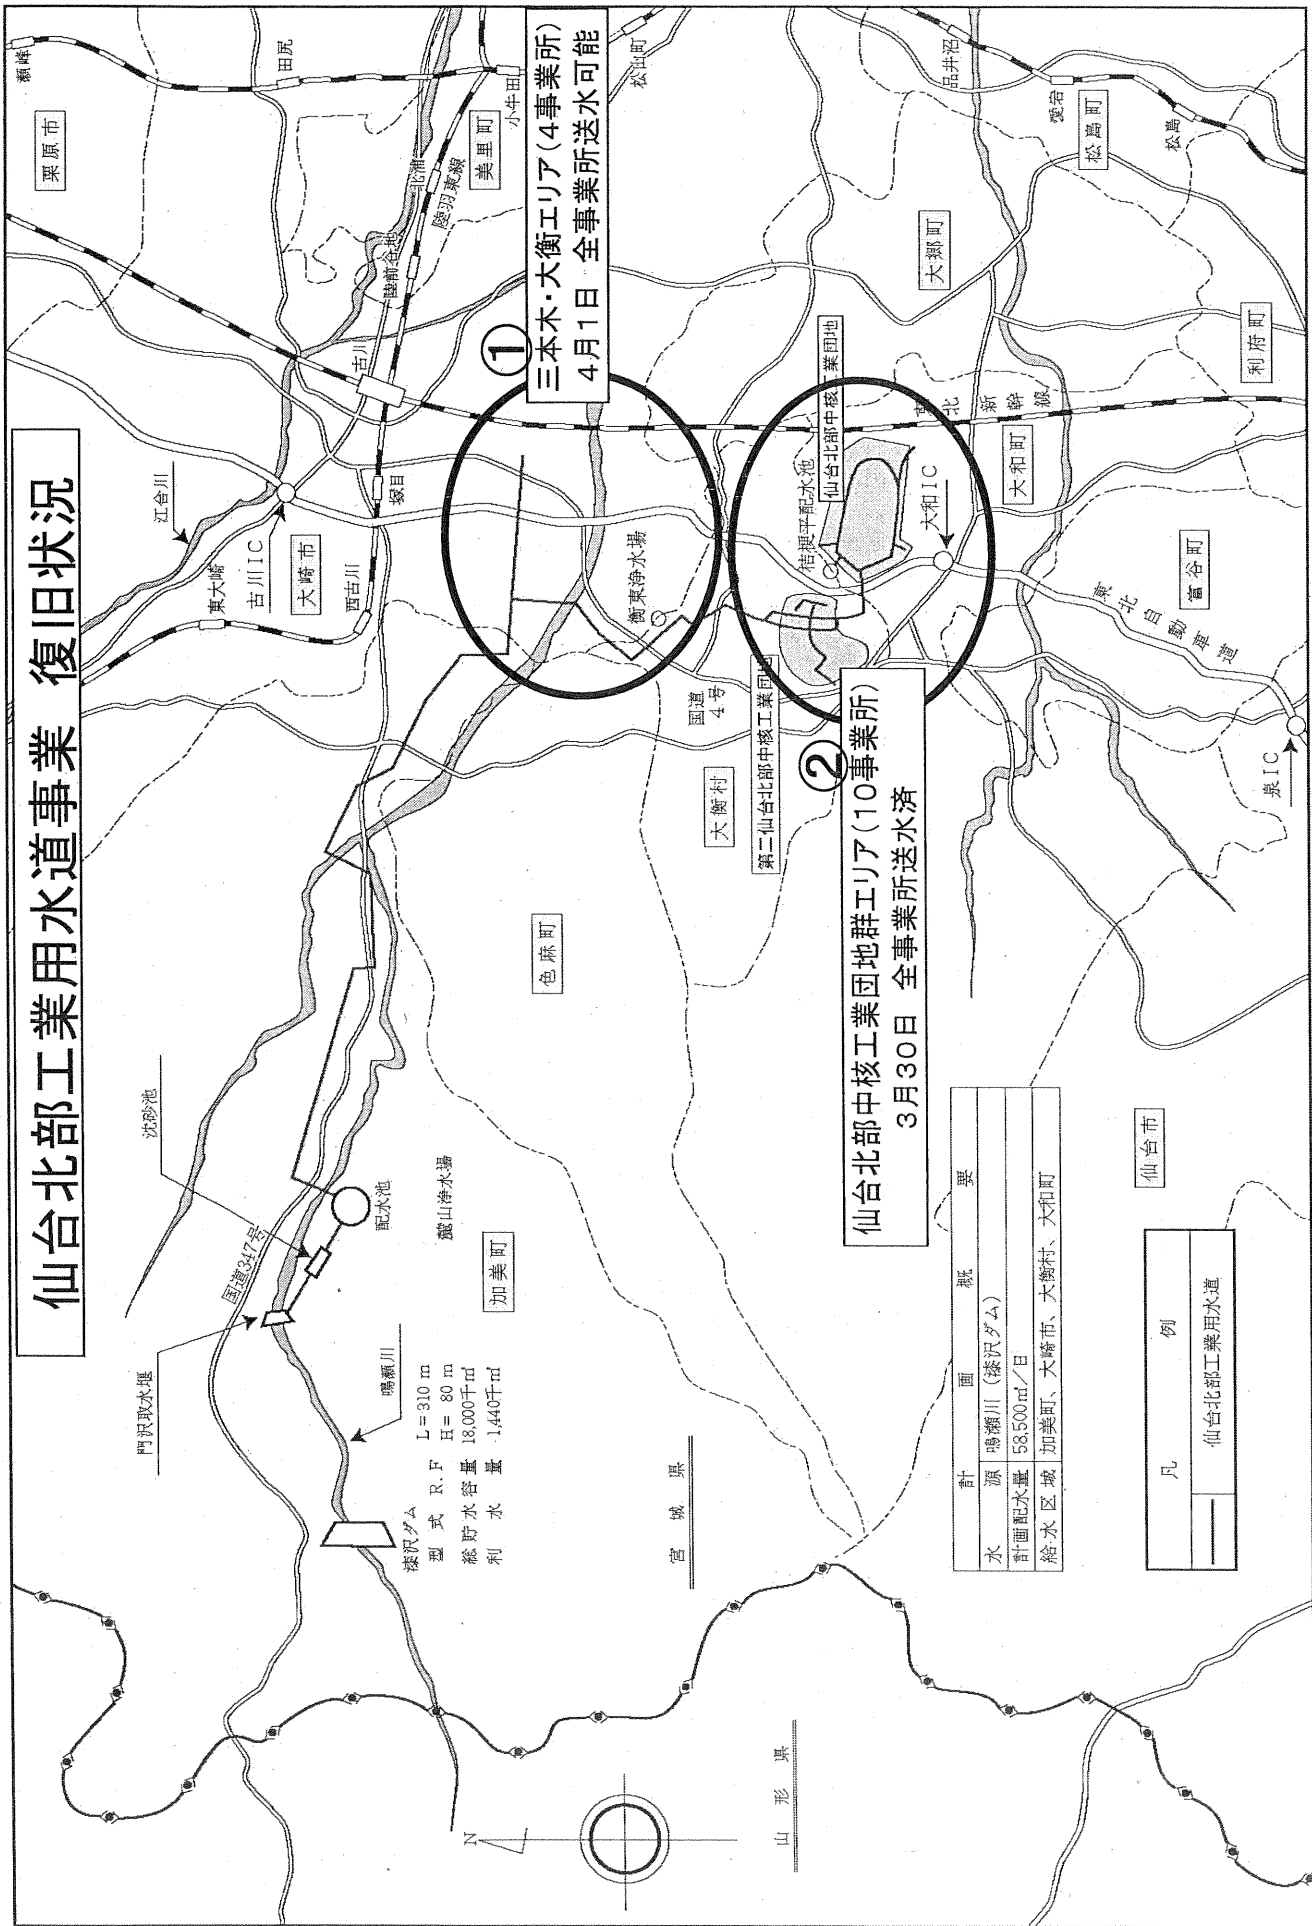 仙台北部工業用水道事業 復旧状況
①
三本木・大衡エリア(4事業所)
4月1日 全事業所送水可能
②
仙台北部中核工業団地群エリア(10事業所)
3月30日 全事業所送水済
瀬峰
田尻
栗原市
小牛田
美里町
北浦
陸羽東線
陸前谷地
古川
江合川
東大崎
古川IC
大崎市
西古川
塚目
松山町
品井沼
愛宕
松島町
松島
大郷町
利府町
東北新幹線
大和町
大和IC
富谷町
東北自動車道
泉IC
仙台北部中核工業団地
桔梗平配水池
衡東浄水場
国道
4号
第二仙台北部中核工業団地
大衡村
色麻町
沈砂池
国道347号
配水池
麓山浄水場
加美町
門沢取水堰
鳴瀬川
漆沢ダム
型式 R.F L=310m
H= 80m
総貯水容量 18,000千㎥
利水量 1,440千㎥
宮城県
山形県
仙台市
N
計画概要
水源 鳴瀬川(漆沢ダム)
計画配水量 58,500㎥/日
給水区域 加美町、大崎市、大衡村、大和町
凡例
仙台北部工業用水道